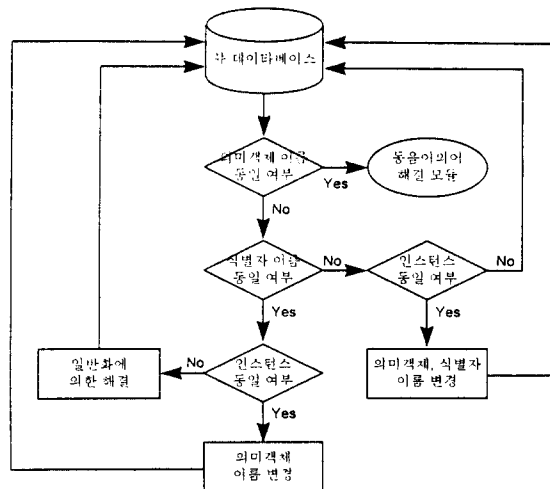 각 데이타베이스
의미객체 이름
동일 여부
Yes
동음이의어
해결 모듈
No
식별자 이름
동일 여부
No
인스턴스
동일 여부
No
Yes
Yes
일반화에
의한 해결
No
인스턴스
동일 여부
의미객체, 식별자
이름 변경
Yes
의미객체
이름 변경